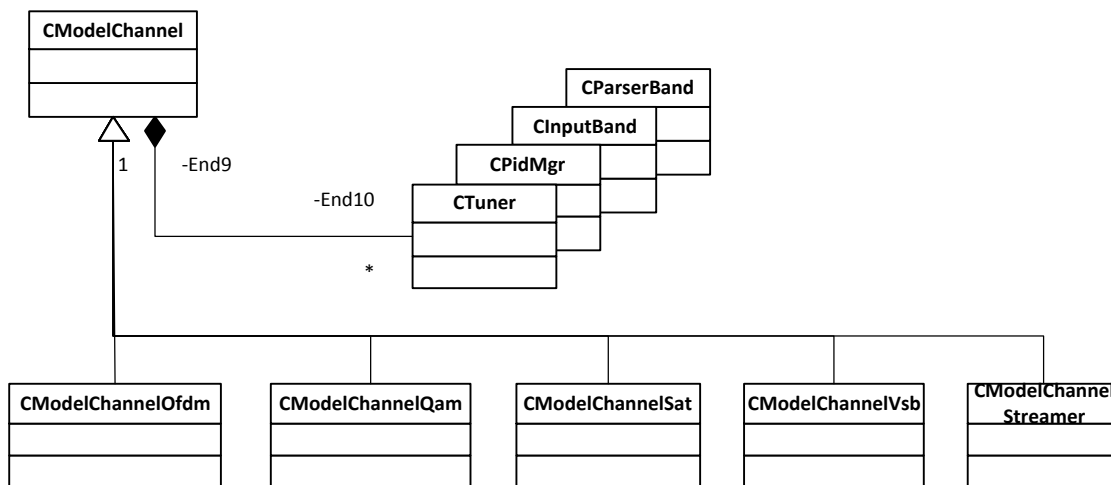 CModelChannel
CParserBand
CInputBand
CPidMgr
CTuner
1
-End9
-End10
*
CModelChannelOfdm
CModelChannelQam
CModelChannelSat
CModelChannelVsb
CModelChannel
Streamer